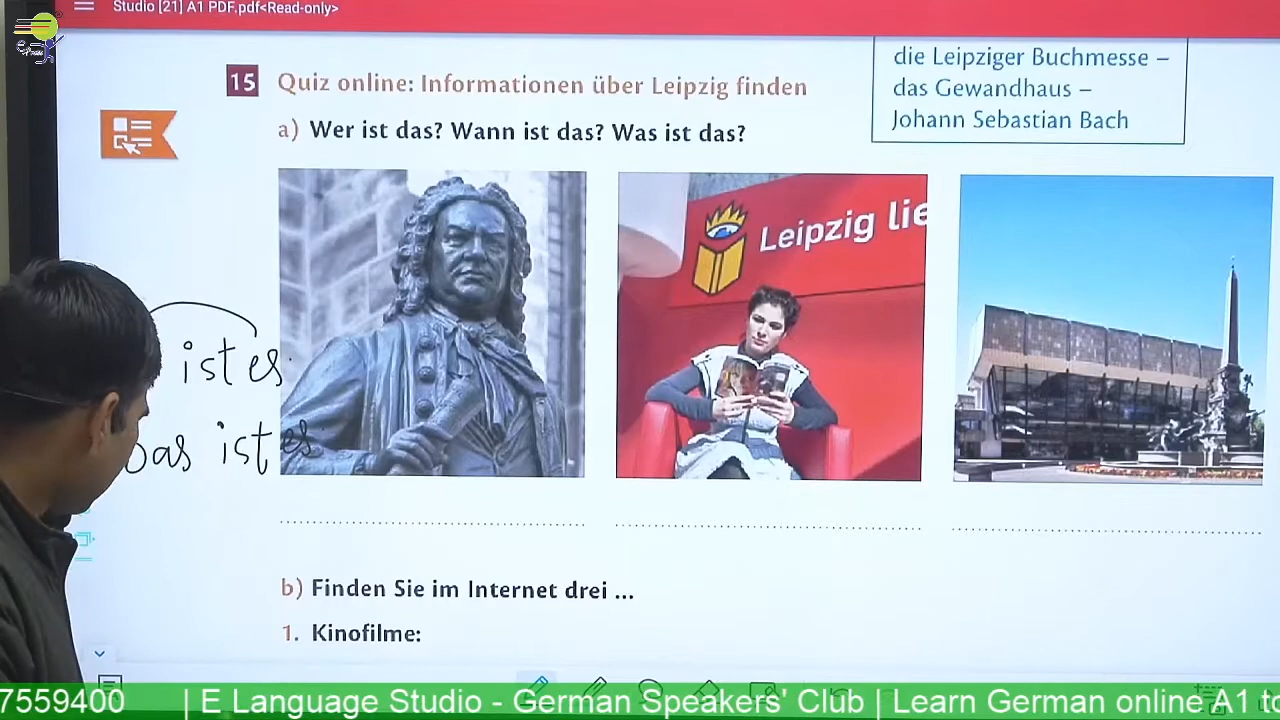 Studio [21] A1 PDF.pdf<Read-only>
die Leipziger Buchmesse –
das Gewandhaus –
Johann Sebastian Bach
15 Quiz online: Informationen über Leipzig finden
a) Wer ist das? Wann ist das? Was ist das?
Leipzig lie
ist es
Das ist es
b) Finden Sie im Internet drei ...
1. Kinofilme:
7559400 | E Language Studio - German Speakers' Club | Learn German online A1 to